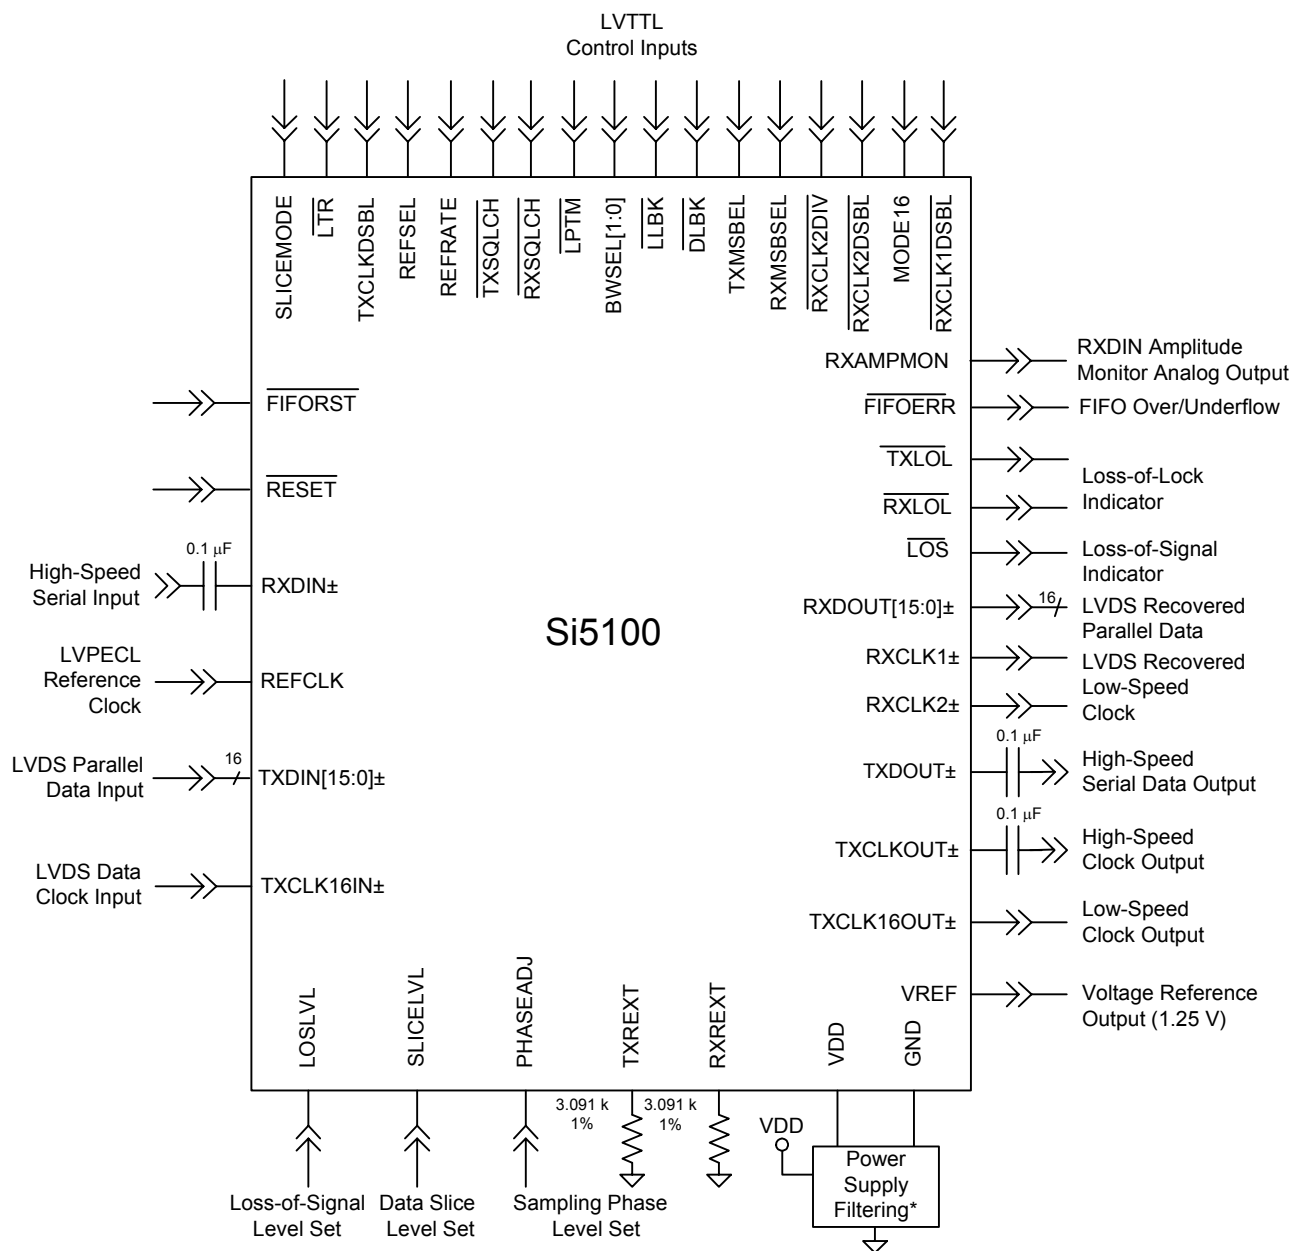 LVTTL
Control Inputs
SLICEMODE
LTR
TXCLKDSBL
REFSEL
REFRATE
TXSQLCH
RXSQLCH
LPTM
BWSEL[1:0]
LLBK
DLBK
TXMSBEL
RXMSBSEL
RXCLK2DIV
RXCLK2DSBL
MODE16
RXCLK1DSBL
RXAMPMON
RXDIN Amplitude
Monitor Analog Output
FIFORST
FIFOERR
FIFO Over/Underflow
TXLOL
RESET
RXLOL
Loss-of-Lock
Indicator
LOS
Loss-of-Signal
Indicator
0.1 μF
High-Speed
Serial Input
RXDIN±
Si5100
RXDOUT[15:0]±
16
LVDS Recovered
Parallel Data
RXCLK1±
LVDS Recovered
Low-Speed
Clock
LVPECL
Reference
Clock
REFCLK
RXCLK2±
0.1 μF
LVDS Parallel
Data Input
16
TXDIN[15:0]±
TXDOUT±
High-Speed
Serial Data Output
0.1 μF
TXCLKOUT±
High-Speed
Clock Output
LVDS Data
Clock Input
TXCLK16IN±
TXCLK16OUT±
Low-Speed
Clock Output
VREF
Voltage Reference
Output (1.25 V)
LOSLVL
SLICELVL
PHASEADJ
TXREXT
RXREXT
VDD
GND
3.091 k
1%
3.091 k
1%
VDD
Power
Supply
Filtering*
Loss-of-Signal
Level Set
Data Slice
Level Set
Sampling Phase
Level Set